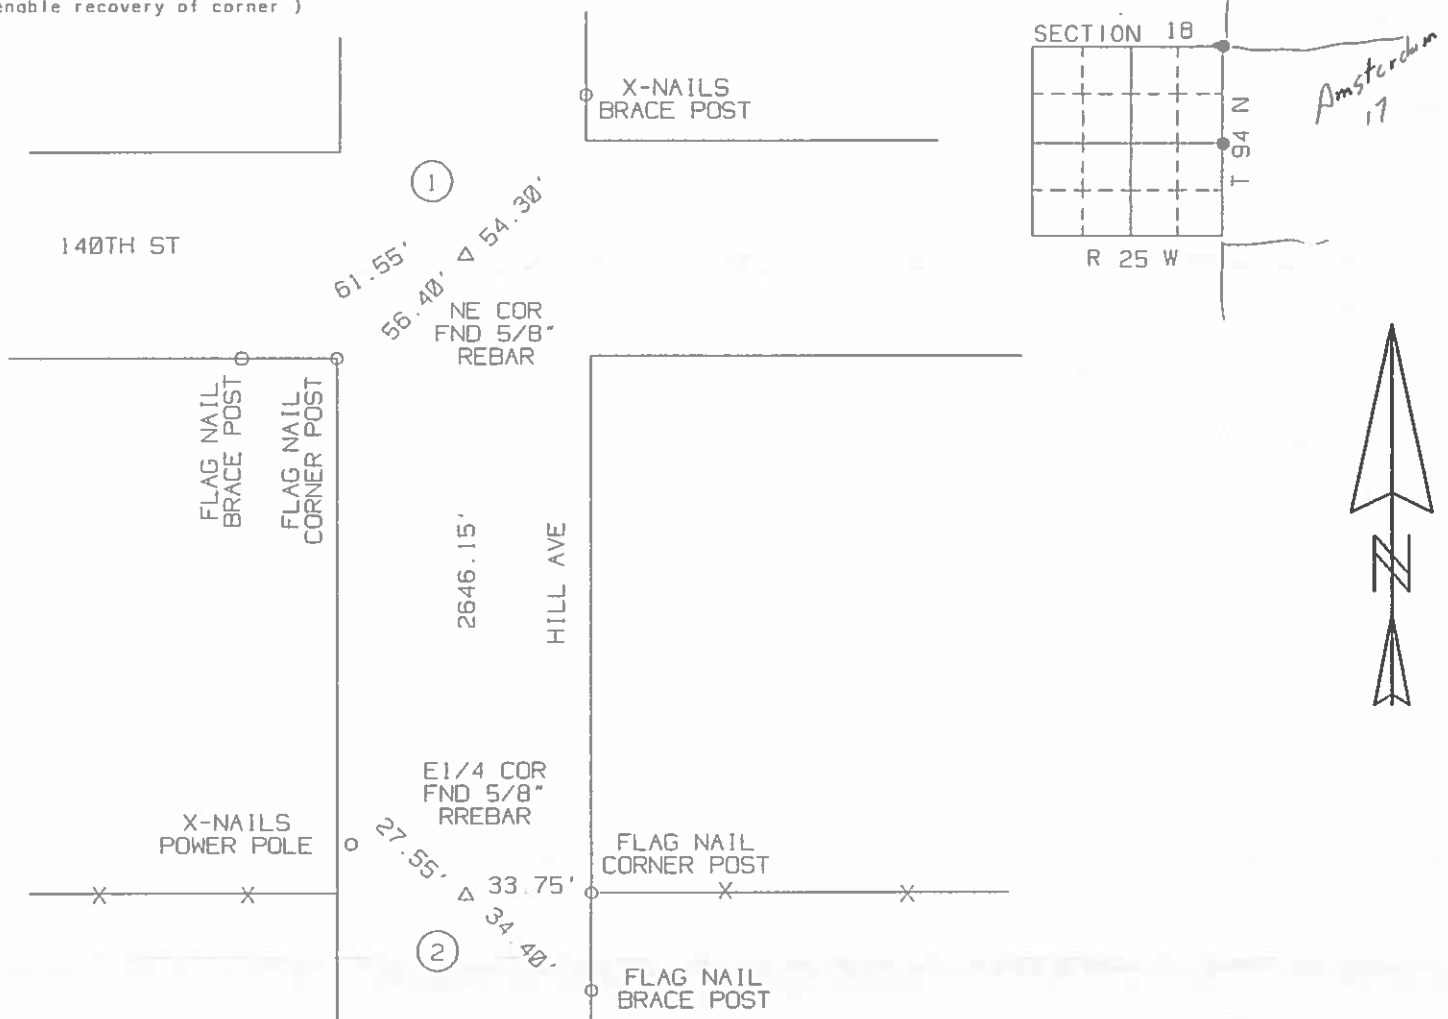 enable recovery of corner )
SECTION 18
Amsterdam
17
X-NAILS
BRACE POST
T 94 N
R 25 W
1
140TH ST
54.30'
61.55'
56.40'
NE COR
FND 5/8"
REBAR
FLAG NAIL
BRACE POST
FLAG NAIL
CORNER POST
2646.15'
HILL AVE
N
E1/4 COR
FND 5/8"
RREBAR
X-NAILS
POWER POLE
27.55'
FLAG NAIL
CORNER POST
33.75'
34.40'
2
FLAG NAIL
BRACE POST